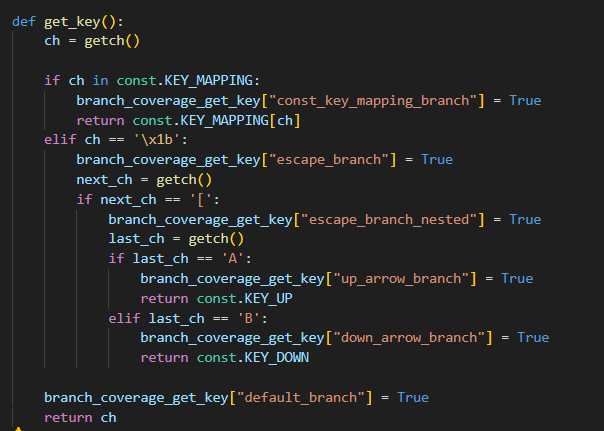 def get_key():
    ch = getch()

    if ch in const.KEY_MAPPING:
        branch_coverage_get_key["const_key_mapping_branch"] = True
        return const.KEY_MAPPING[ch]
    elif ch == '\x1b':
        branch_coverage_get_key["escape_branch"] = True
        next_ch = getch()
        if next_ch == '[':
            branch_coverage_get_key["escape_branch_nested"] = True
            last_ch = getch()
            if last_ch == 'A':
                branch_coverage_get_key["up_arrow_branch"] = True
                return const.KEY_UP
            elif last_ch == 'B':
                branch_coverage_get_key["down_arrow_branch"] = True
                return const.KEY_DOWN

    branch_coverage_get_key["default_branch"] = True
    return ch